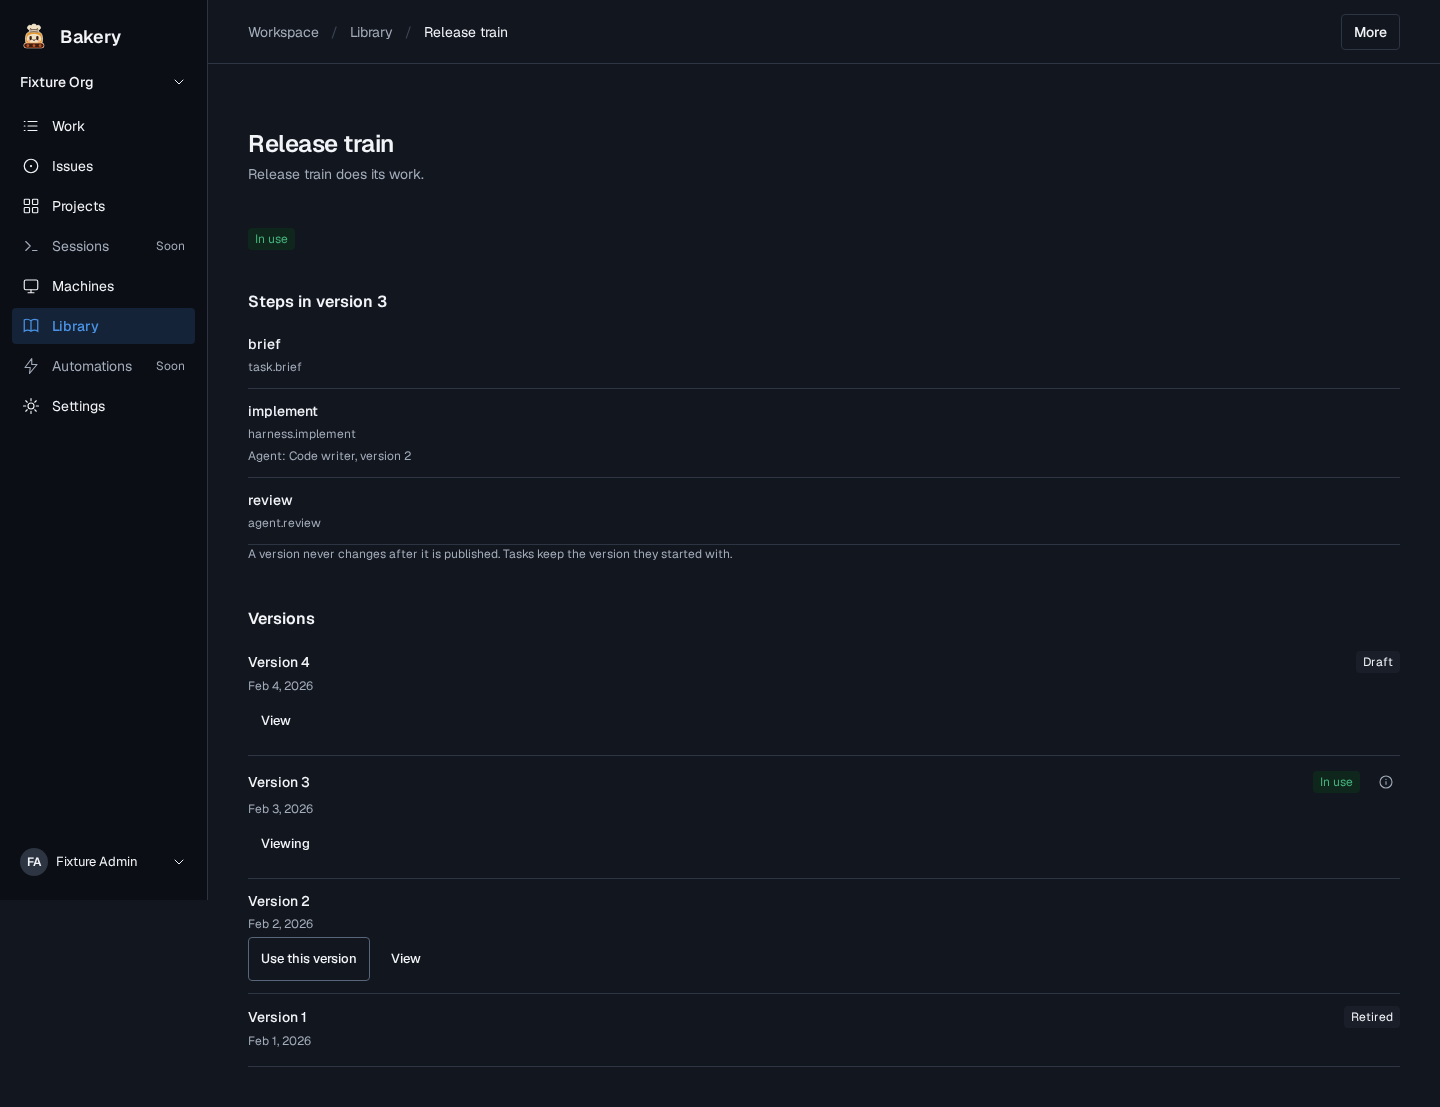 Bakery
Fixture Org
Work
Issues
Projects
Sessions Soon
Machines
Library
Automations Soon
Settings
FA Fixture Admin
Workspace / Library / Release train
More
Release train
Release train does its work.
In use
Steps in version 3
brief
task.brief
implement
harness.implement
Agent: Code writer, version 2
review
agent.review
A version never changes after it is published. Tasks keep the version they started with.
Versions
Version 4 Draft
Feb 4, 2026
View
Version 3 In use
Feb 3, 2026
Viewing
Version 2
Feb 2, 2026
Use this version View
Version 1 Retired
Feb 1, 2026